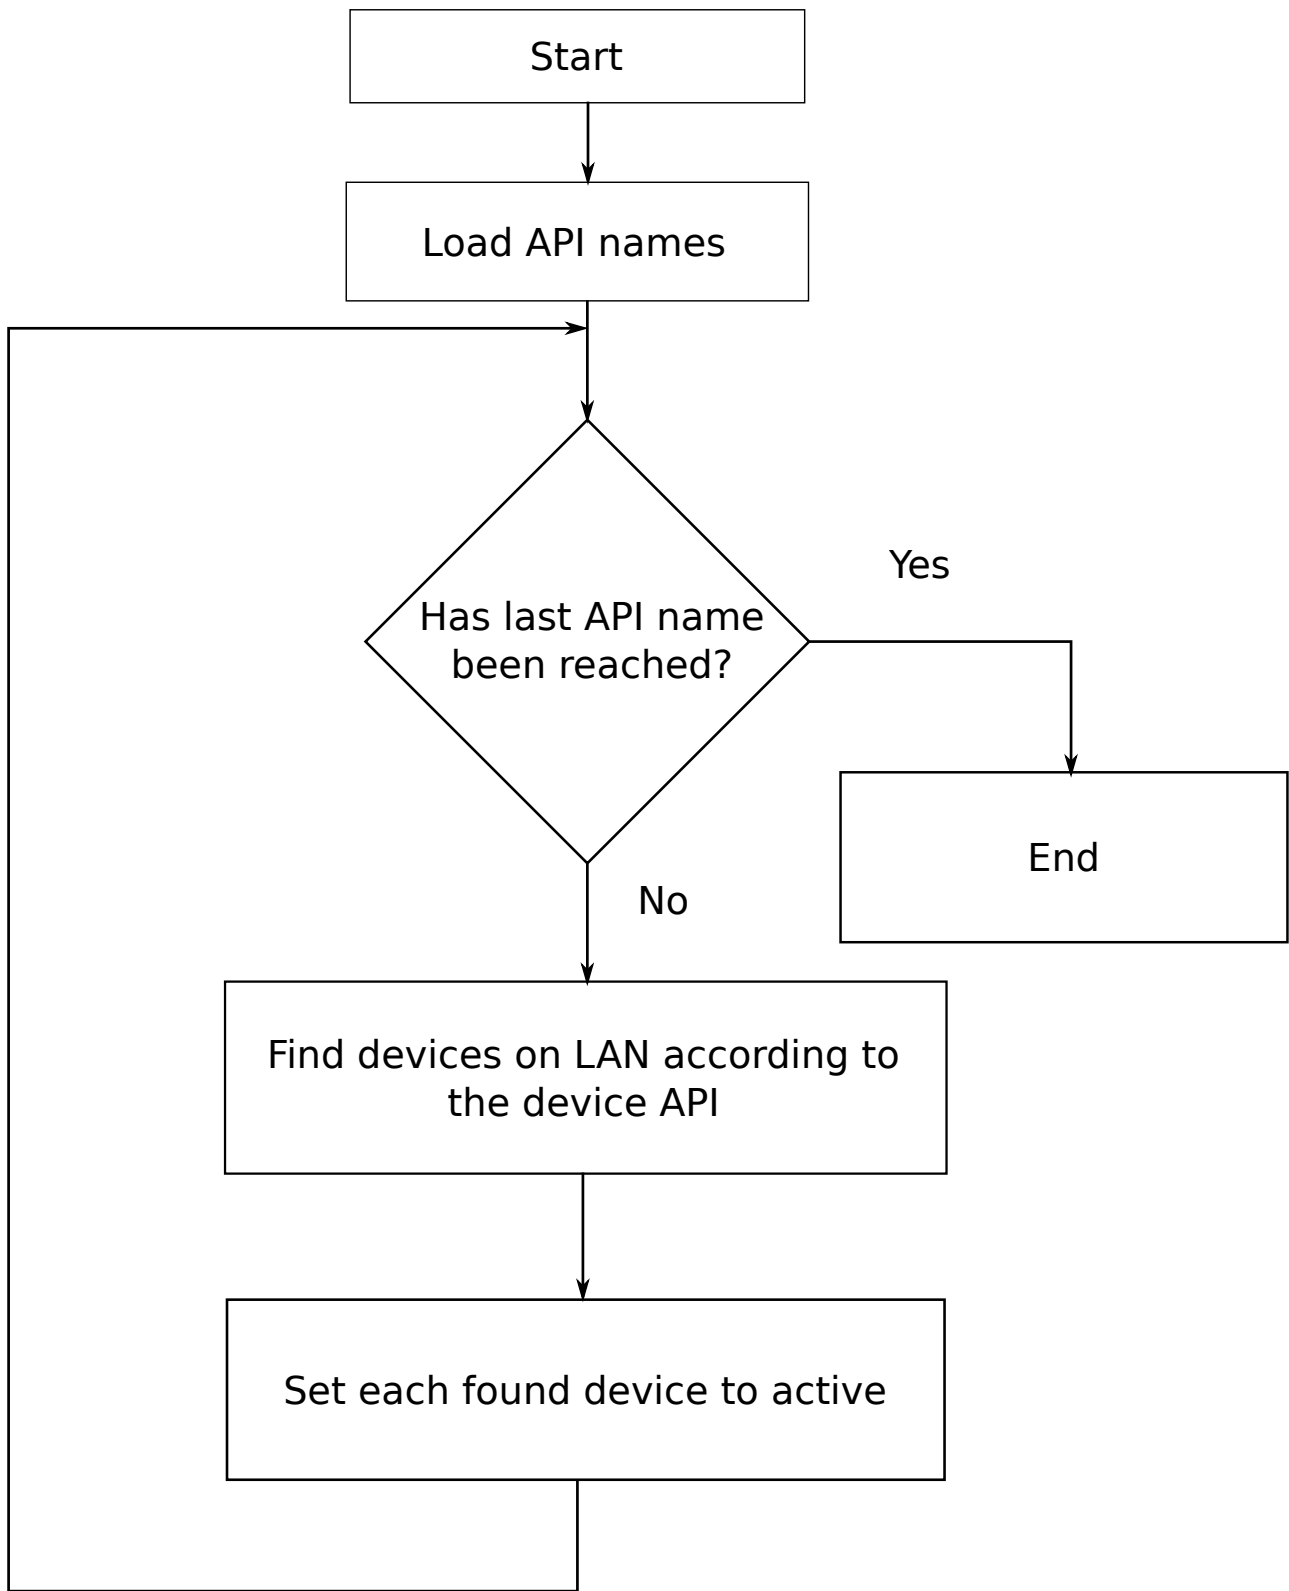 Start
Load API names
Has last API name
been reached?
Yes
End
No
Find devices on LAN according to
the device API
Set each found device to active